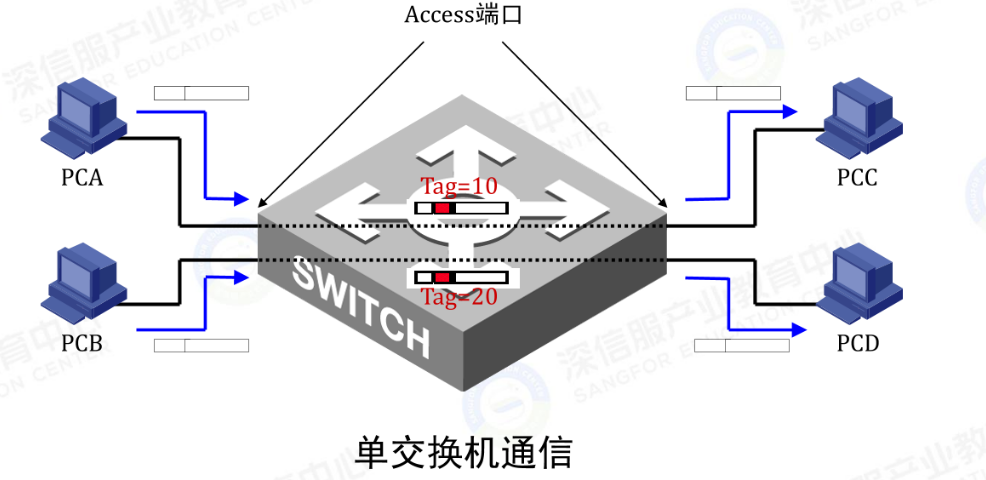 Access端口
PCA
PCC
Tag=10
SWITCH
Tag=20
PCB
PCD
单交换机通信
深信服产业教育中心
SANGFOR EDUCATION CENTER